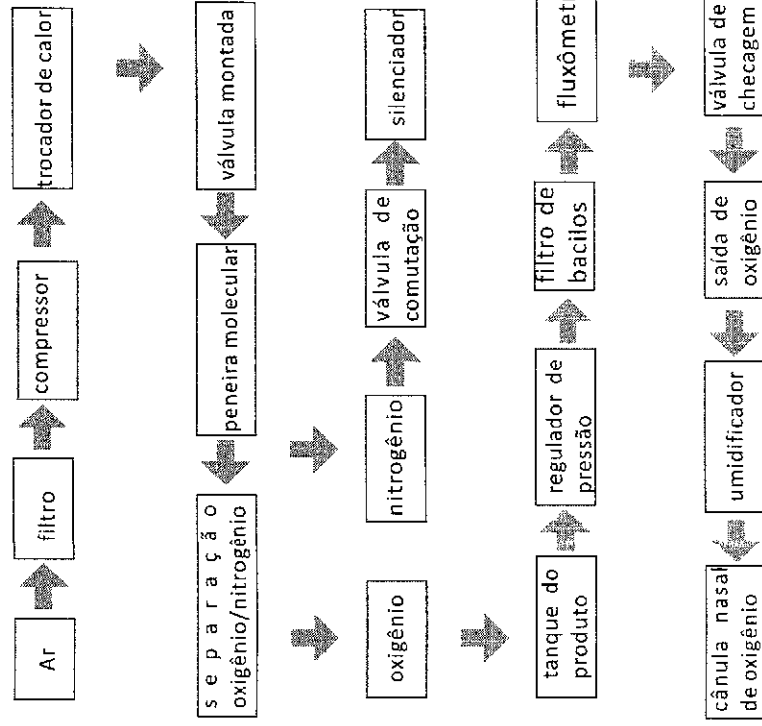 Ar
filtro
compressor
trocador de calor
válvula montada
peneira molecular
separação
oxigênio/nitrogênio
nitrogênio
válvula de
comutação
silenciador
oxigênio
tanque do
produto
regulador de
pressão
filtro de
bacilos
fluxômet
válvula de
checagem
saída de
oxigênio
umidificador
cânula nasal
de oxigênio